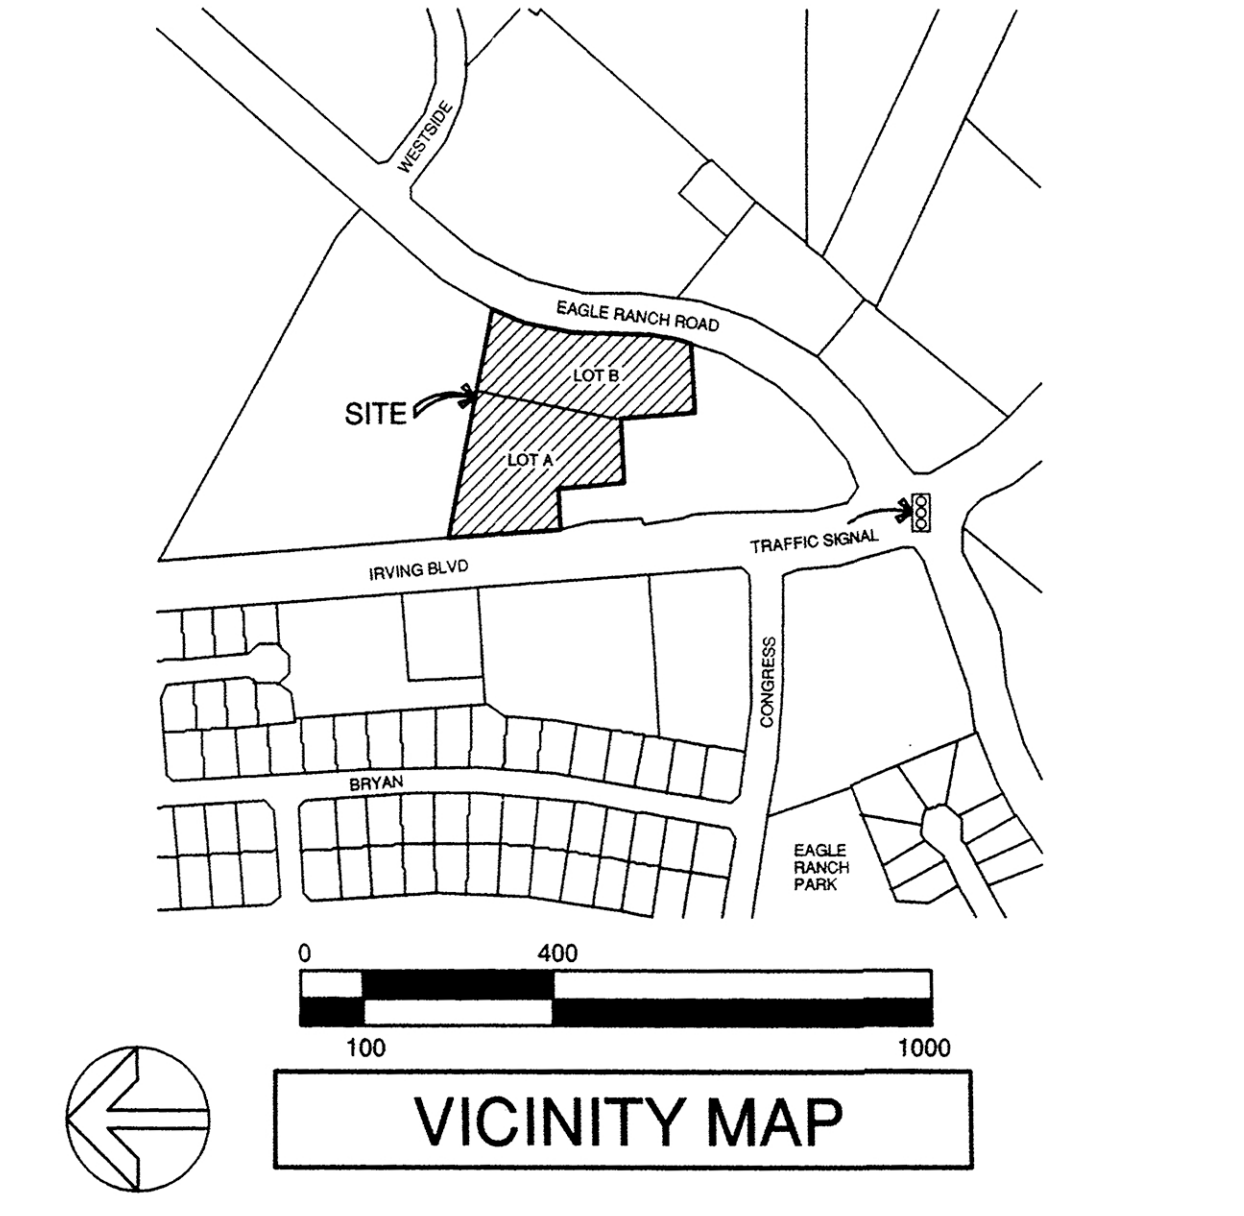 WESTSIDE
EAGLE RANCH ROAD
LOT B
SITE
LOT A
TRAFFIC SIGNAL
IRVING BLVD
CONGRESS
BRYAN
EAGLE
RANCH
PARK
0 400
100 1000
VICINITY MAP